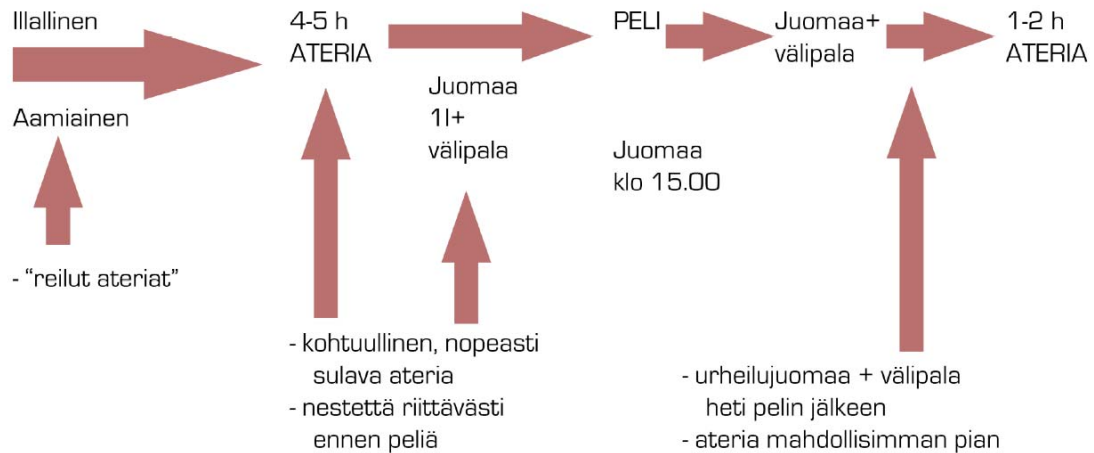 Illallinen
Aamiainen
- “reilut ateriat”
4-5 h
ATERIA
Juomaa
1l+
välipala
- kohtuullinen, nopeasti
sulava ateria
- nestettä riittävästi
ennen peliä
PELI
Juomaa
klo 15.00
Juomaa+
välipala
1-2 h
ATERIA
- urheilujuomaa + välipala
heti pelin jälkeen
- ateria mahdollisimman pian